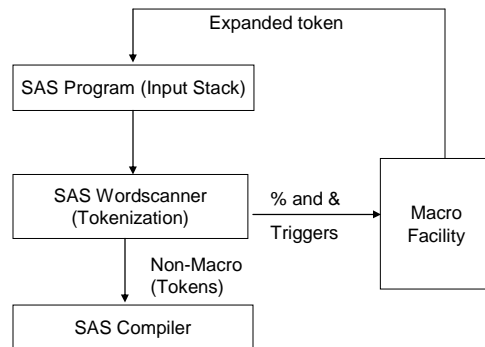 Expanded token
SAS Program (Input Stack)
SAS Wordscanner
(Tokenization)
% and &
Triggers
Macro
Facility
Non-Macro
(Tokens)
SAS Compiler